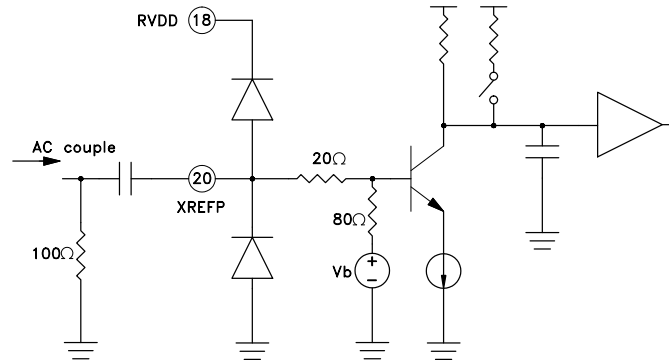 RVDD 18
AC couple
20
XREFP
20Ω
80Ω
100Ω
Vb
+
−